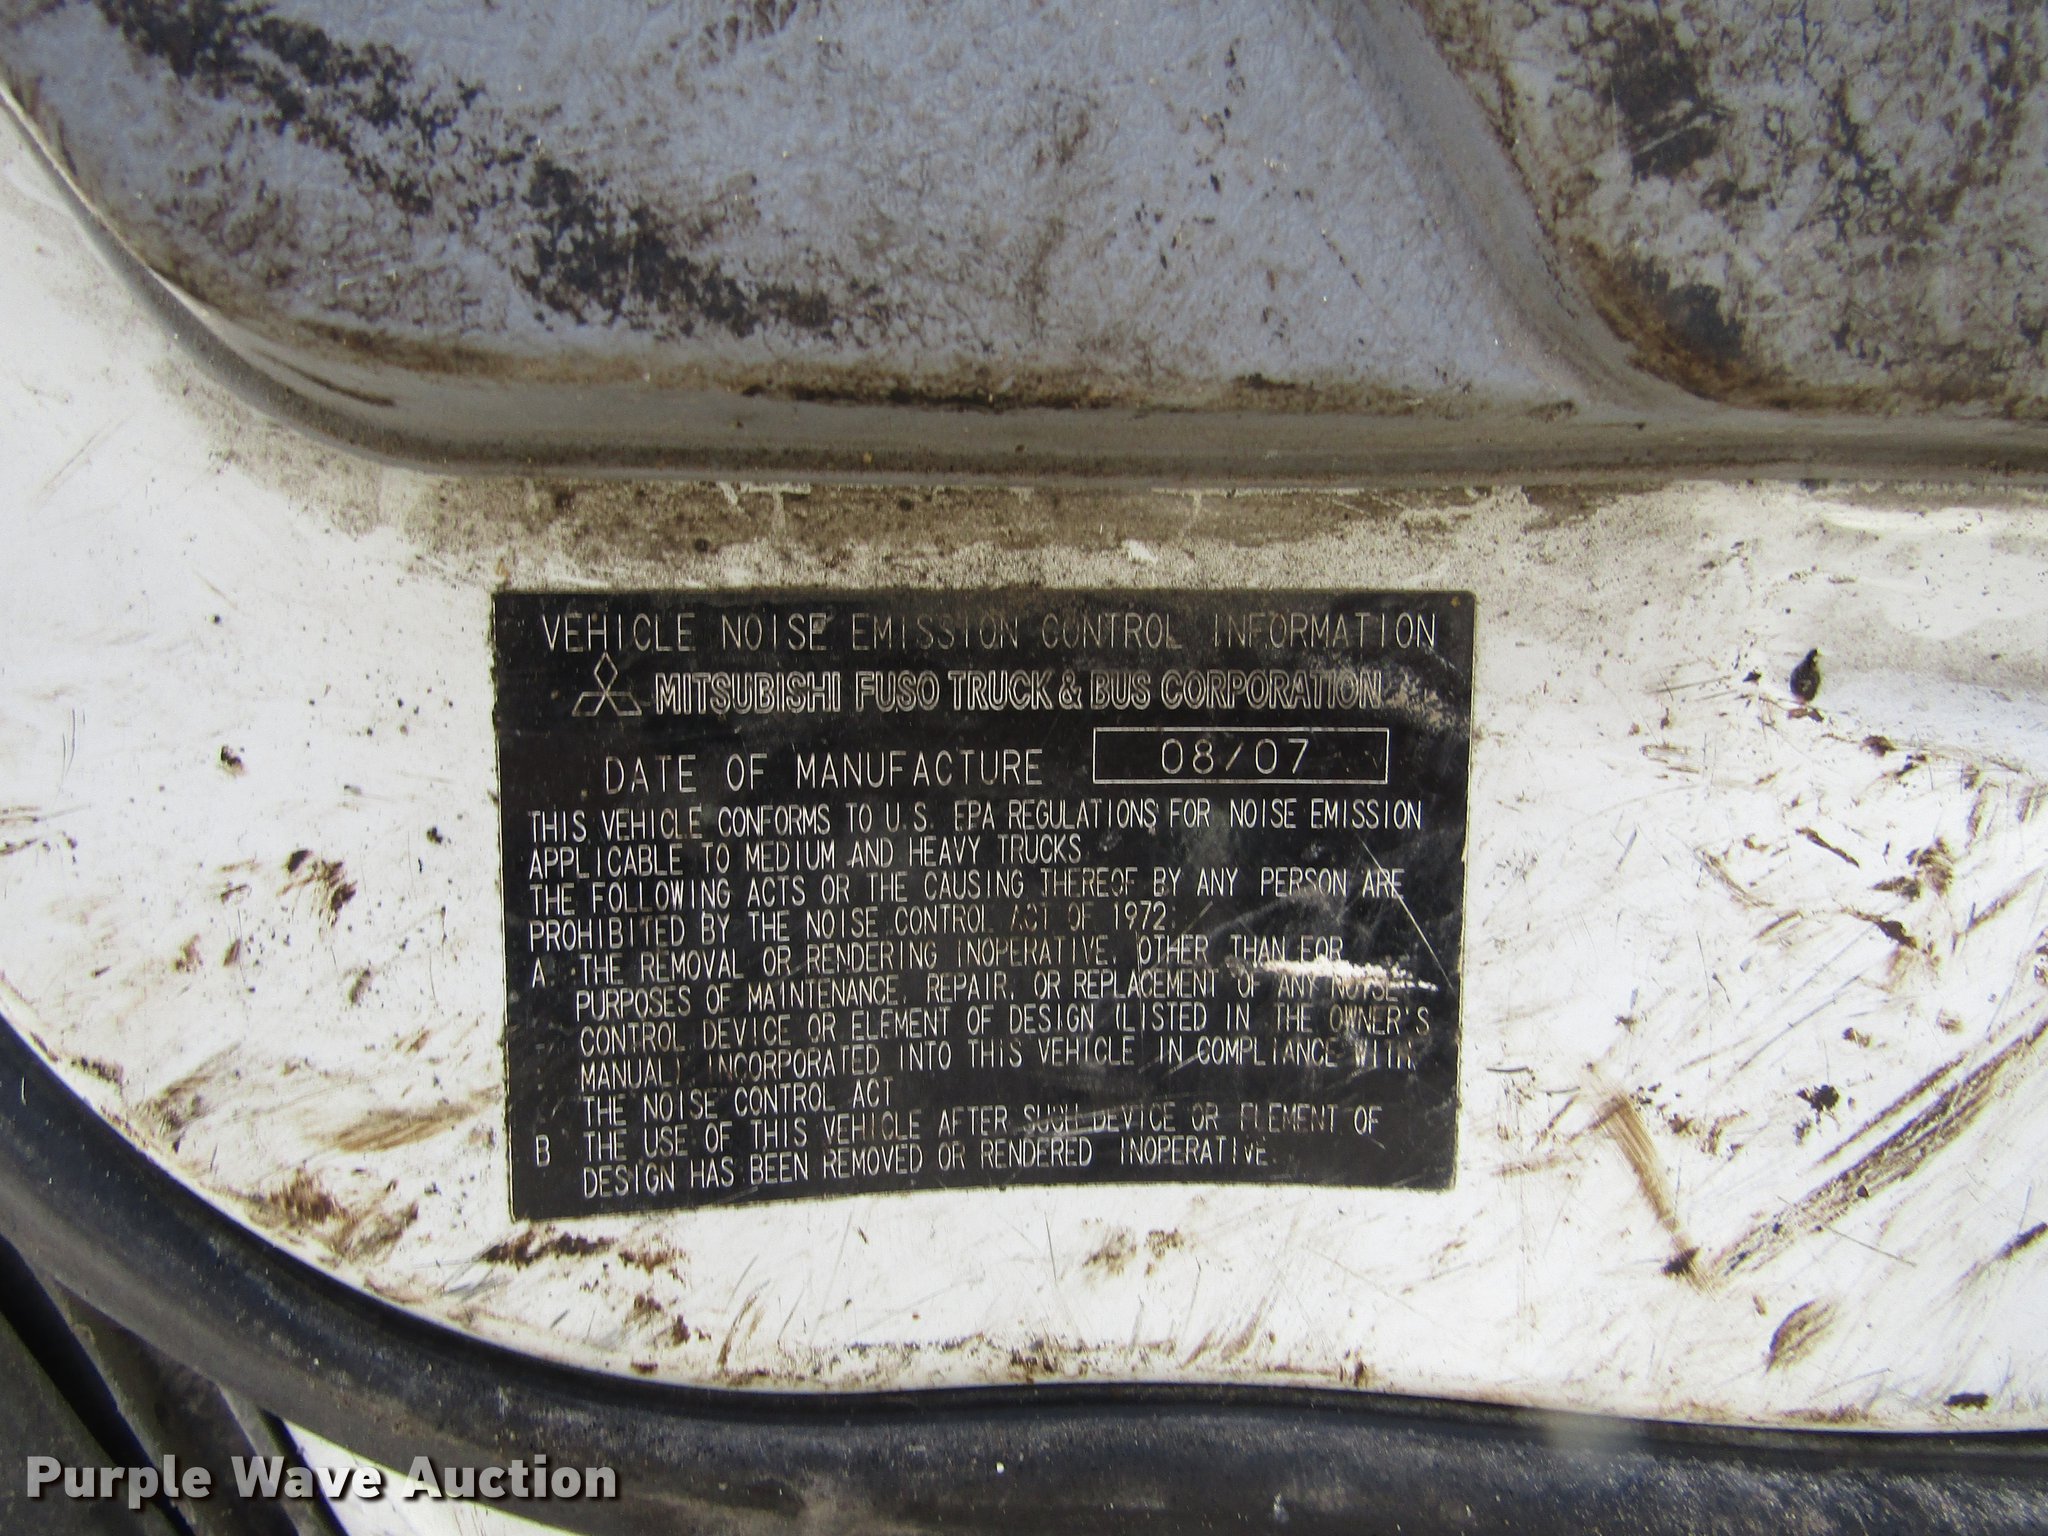 VEHICLE NOISE EMISSION CONTROL INFORMATION
MITSUBISHI FUSO TRUCK & BUS CORPORATION
DATE OF MANUFACTURE 08/07
THIS VEHICLE CONFORMS TO U.S. EPA REGULATIONS FOR NOISE EMISSION
APPLICABLE TO MEDIUM AND HEAVY TRUCKS.
THE FOLLOWING ACTS OR THE CAUSING THEREOF BY ANY PERSON ARE
PROHIBITED BY THE NOISE CONTROL ACT OF 1972:
A. THE REMOVAL OR RENDERING INOPERATIVE, OTHER THAN FOR
PURPOSES OF MAINTENANCE, REPAIR, OR REPLACEMENT OF ANY NOISE
CONTROL DEVICE OR ELEMENT OF DESIGN (LISTED IN THE OWNER'S
MANUAL) INCORPORATED INTO THIS VEHICLE IN COMPLIANCE WITH
THE NOISE CONTROL ACT
B THE USE OF THIS VEHICLE AFTER SUCH DEVICE OR ELEMENT OF
DESIGN HAS BEEN REMOVED OR RENDERED INOPERATIVE.
Purple Wave Auction